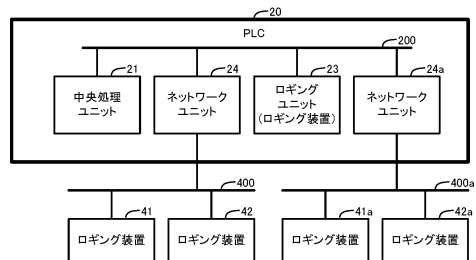 20
PLC
200
21
24
23
24a
中央処理
ユニット
ネットワーク
ユニット
ロギング
ユニット
(ロギング装置)
ネットワーク
ユニット
400
400a
41
42
41a
42a
ロギング装置
ロギング装置
ロギング装置
ロギング装置